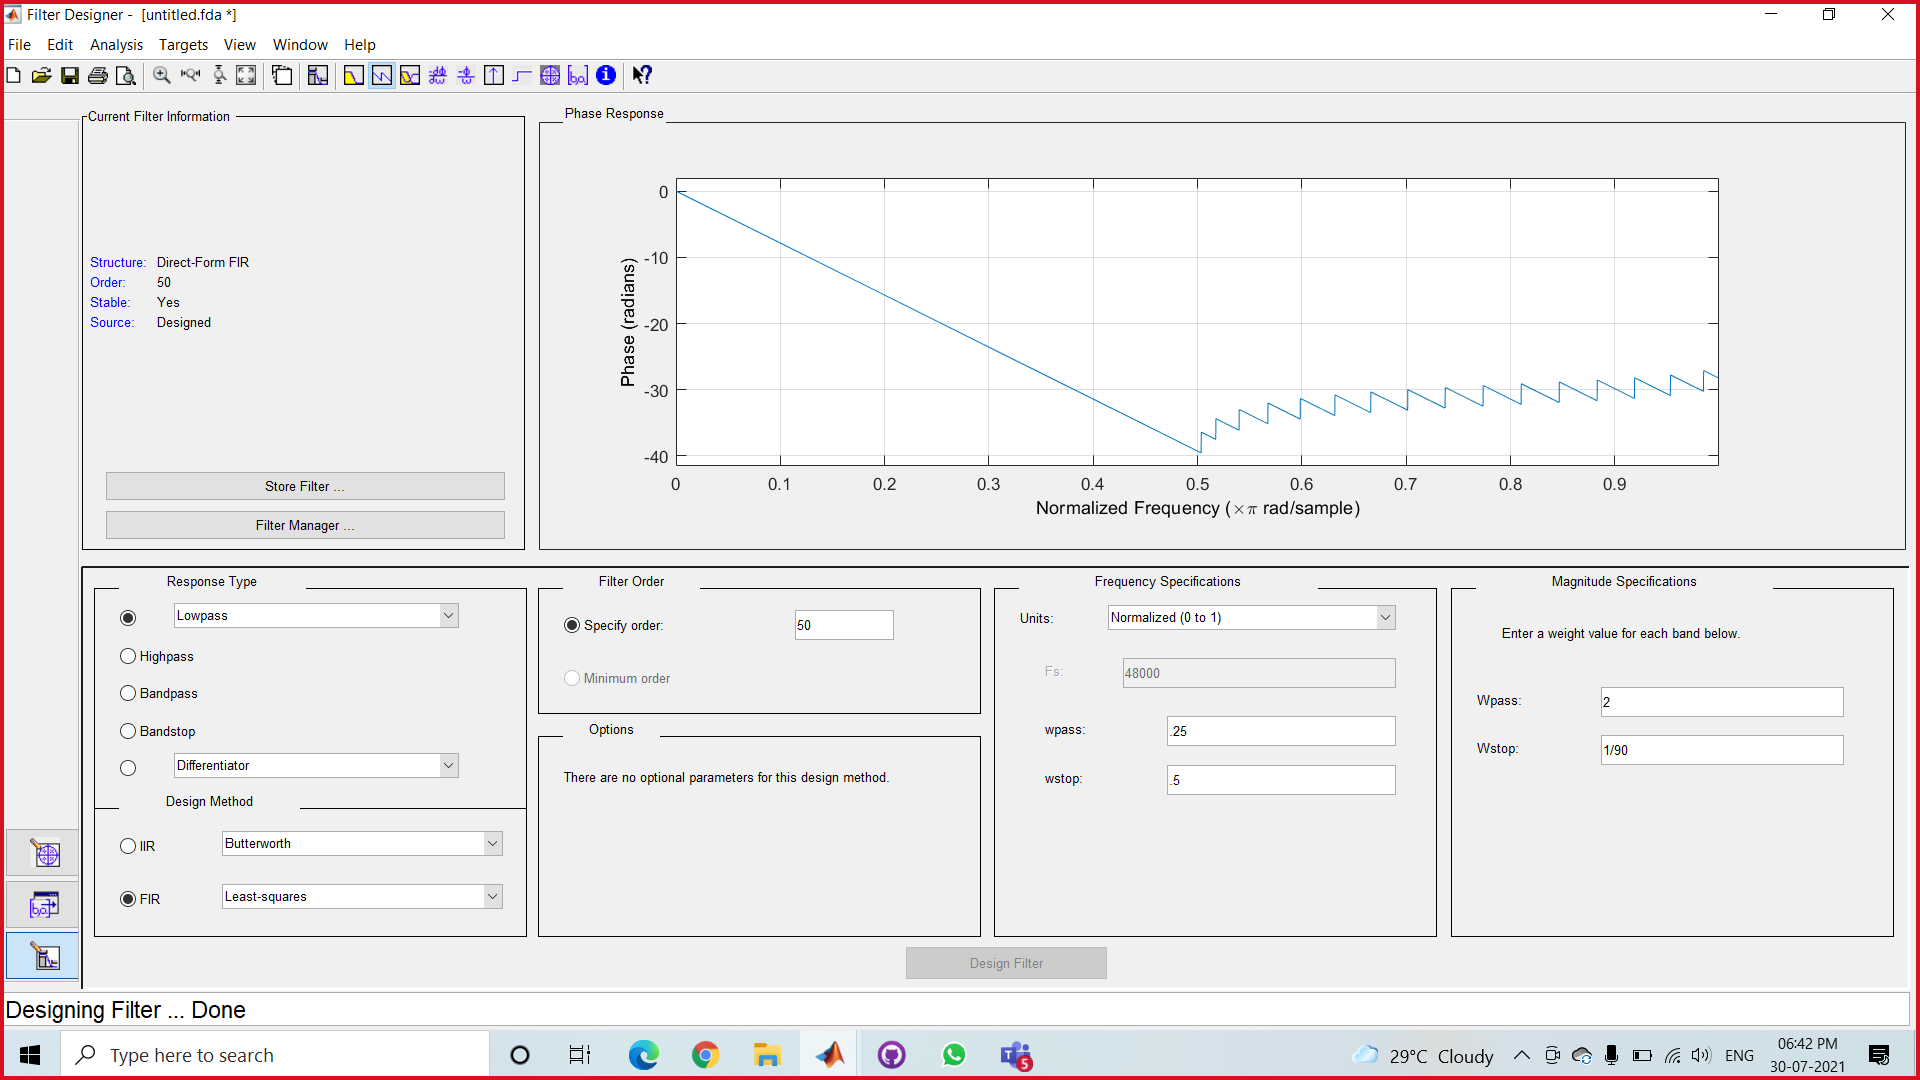 Filter Designer - [untitled.fda *]
File Edit Analysis Targets View Window Help
Current Filter Information
Structure: Direct-Form FIR
Order: 50
Stable: Yes
Source: Designed
Store Filter ...
Filter Manager ...
Phase Response
0
-10
-20
-30
-40
Phase (radians)
0 0.1 0.2 0.3 0.4 0.5 0.6 0.7 0.8 0.9
Normalized Frequency (×π rad/sample)
Response Type
Lowpass
Highpass
Bandpass
Bandstop
Differentiator
Design Method
IIR Butterworth
FIR Least-squares
Filter Order
Specify order: 50
Minimum order
Options
There are no optional parameters for this design method.
Frequency Specifications
Units: Normalized (0 to 1)
Fs: 48000
wpass: .25
wstop: .5
Magnitude Specifications
Enter a weight value for each band below.
Wpass: 2
Wstop: 1/90
Design Filter
Designing Filter ... Done
Type here to search
5
29°C Cloudy
ENG
06:42 PM
30-07-2021